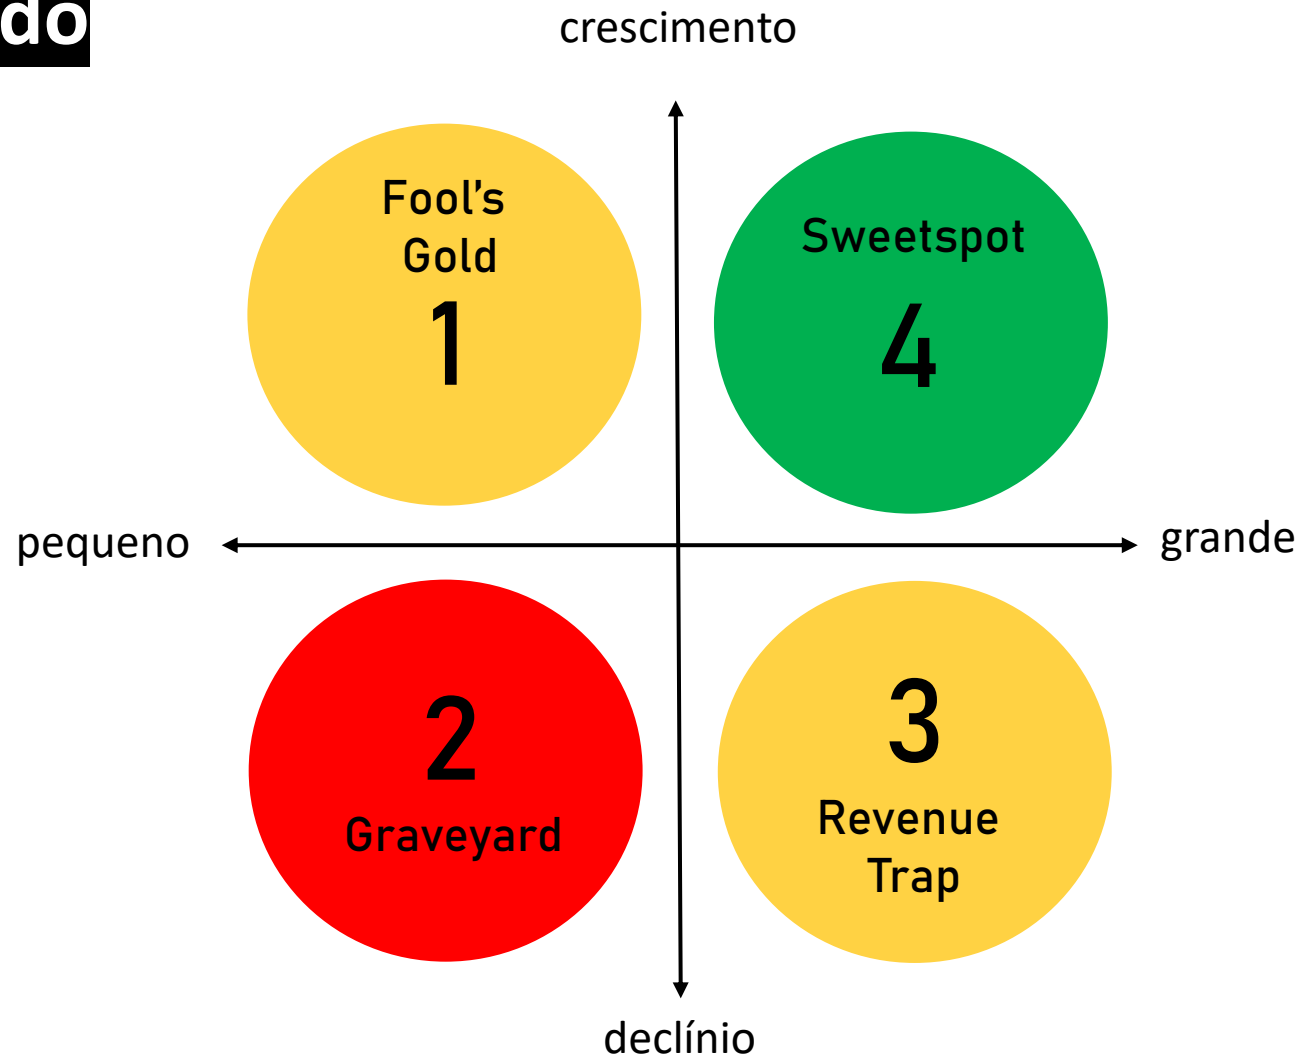 do
crescimento
Fool's
Gold
1
Sweetspot
4
pequeno
grande
2
Graveyard
3
Revenue
Trap
declínio